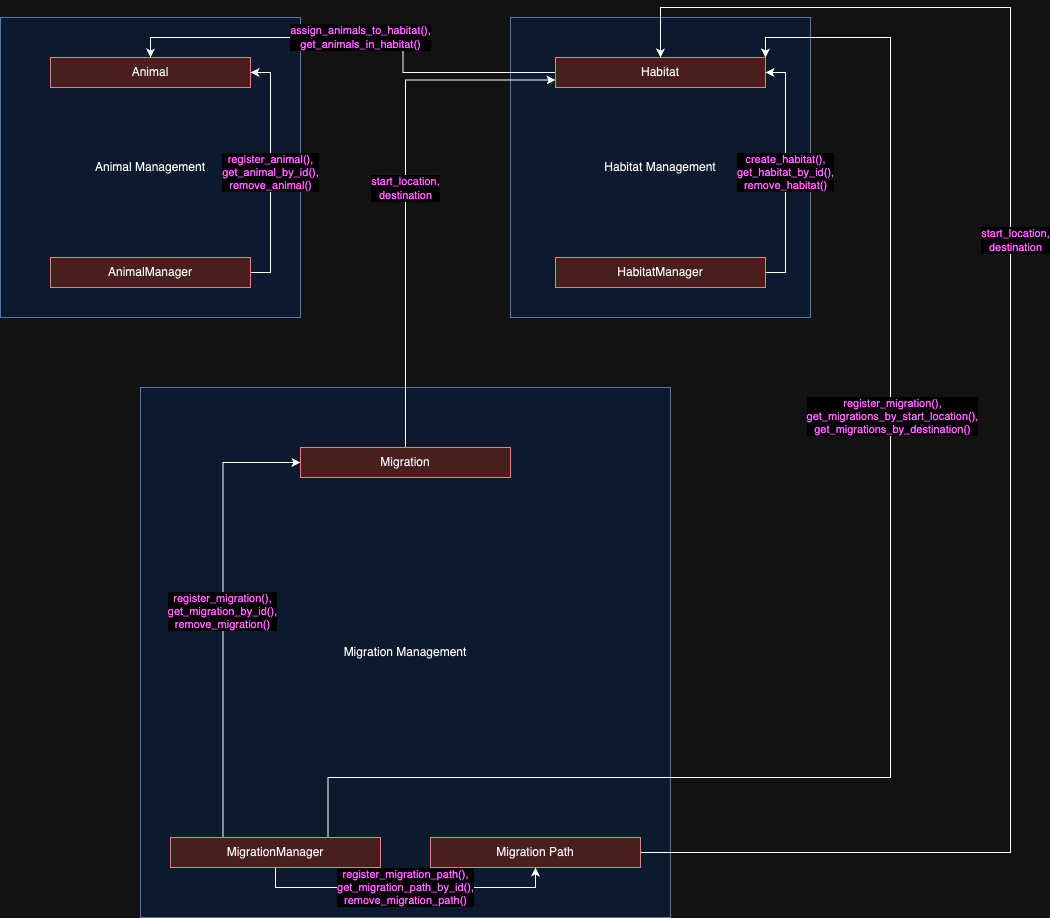 assign_animals_to_habitat(),
get_animals_in_habitat()
Animal
Habitat
Animal Management
register_animal(),
get_animal_by_id(),
remove_animal()
start_location,
destination
Habitat Management
create_habitat(),
get_habitat_by_id(),
remove_habitat()
start_location,
destination
AnimalManager
HabitatManager
register_migration(),
get_migrations_by_start_location(),
get_migrations_by_destination()
Migration
register_migration(),
get_migration_by_id(),
remove_migration()
Migration Management
MigrationManager
Migration Path
register_migration_path(),
get_migration_path_by_id(),
remove_migration_path()